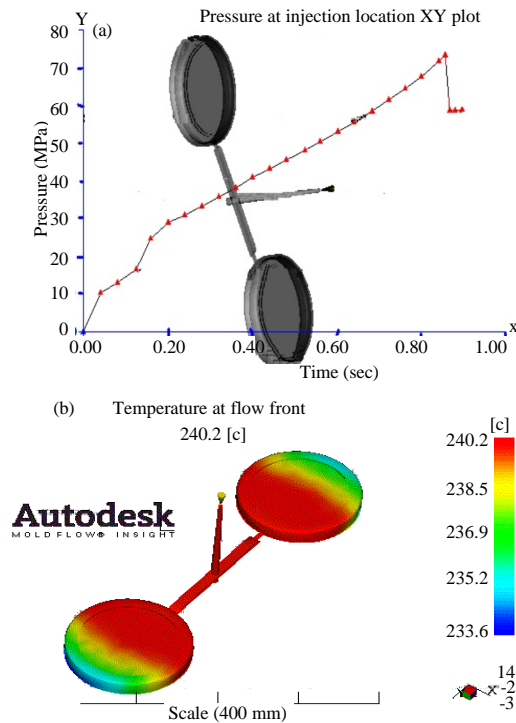 Pressure at injection location XY plot
Y
(a)
80
70
60
50
40
30
20
10
0
Pressure (MPa)
0.00
0.20
0.40
0.60
0.80
1.00
x
Time (sec)
(b)
Temperature at flow front
240.2 [c]
[c]
240.2
238.5
236.9
235.2
233.6
Autodesk
MOLDFLOW® INSIGHT
Scale (400 mm)
14
-2
-3